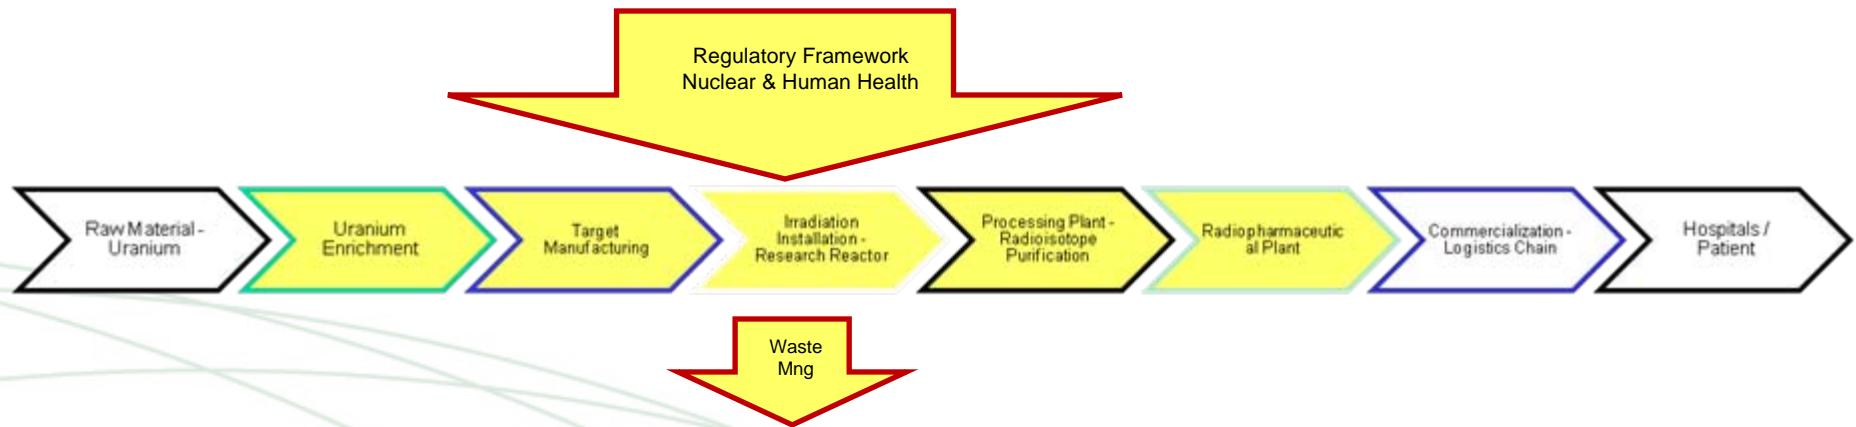 Regulatory Framework
Nuclear & Human Health
Raw Material -
Uranium
Uranium
Enrichment
Target
Manufacturing
Irradiation
Installation -
Research Reactor
Processing Plant -
Radioisotope
Purification
Radiopharmaceutic
al Plant
Commercialization -
Logistics Chain
Hospitals /
Patient
Waste
Mng